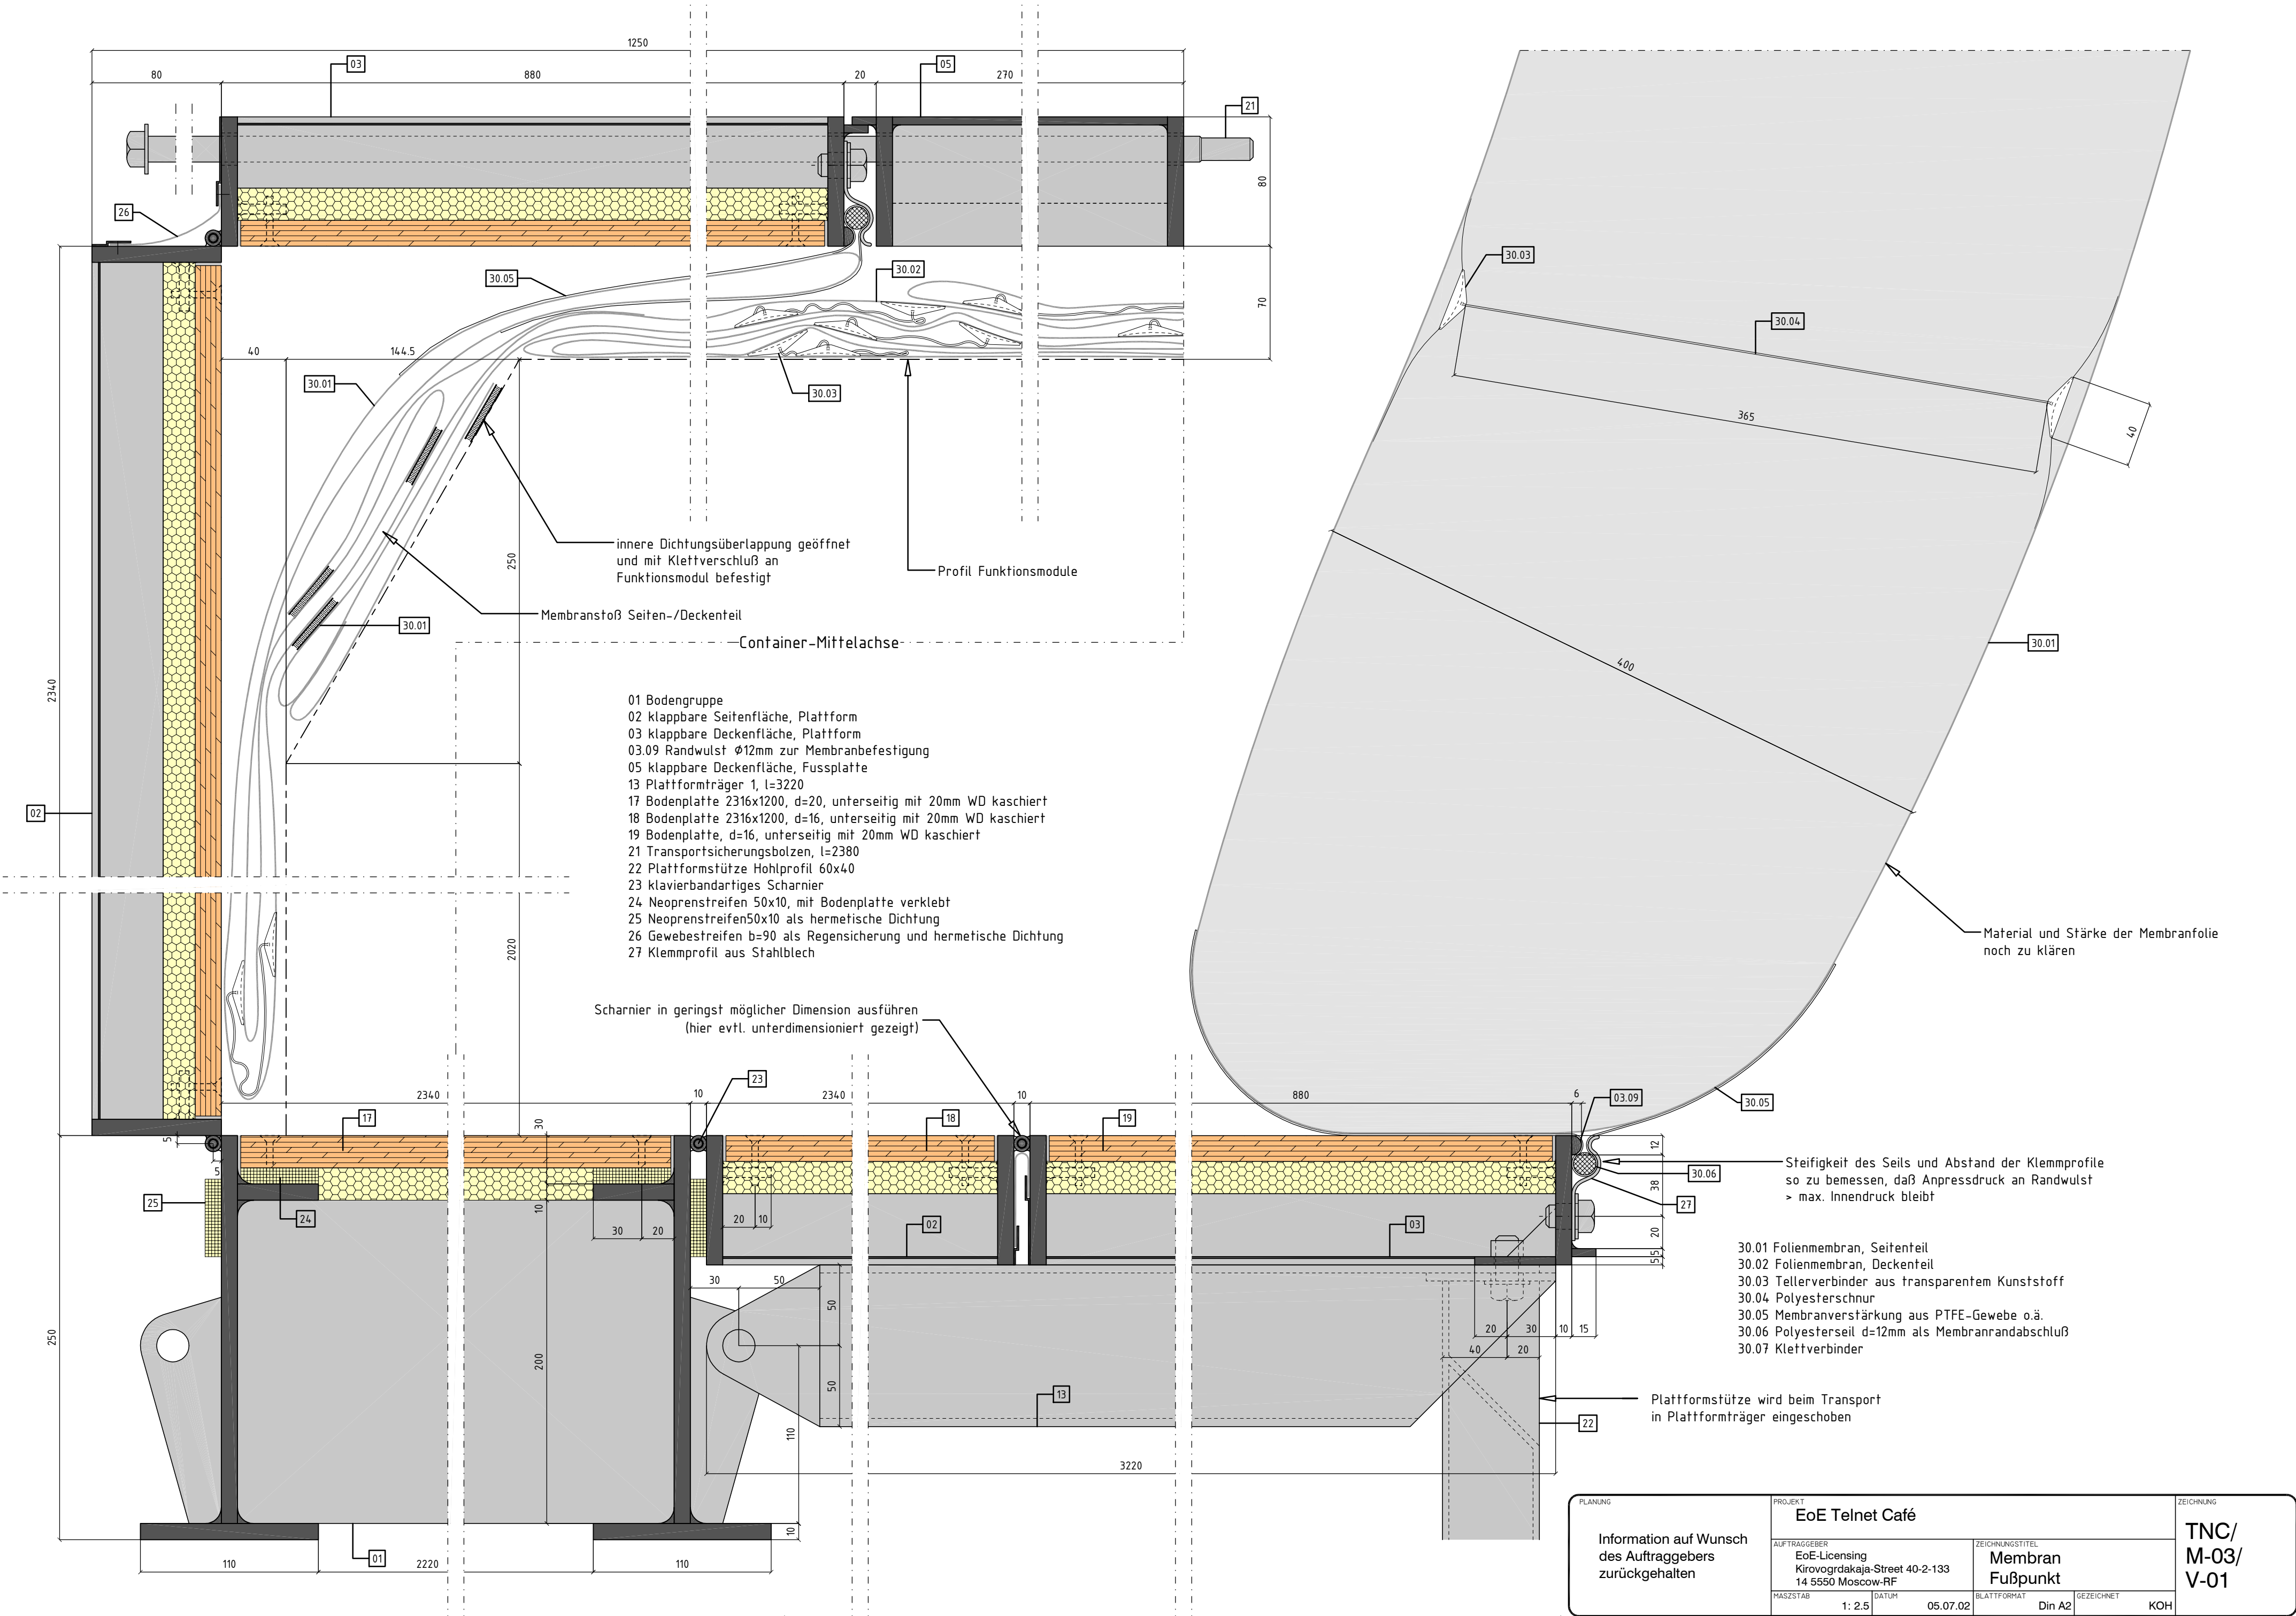 1250
80
03
880
20
05
270
21
26
80
30.05
30.02
70
40
144.5
30.01
30.03
innere Dichtungsüberlappung geöffnet
und mit Klettverschluß an
Funktionsmodul befestigt
250
Profil Funktionsmodule
Membranstoß Seiten-/Deckenteil
30.01
Container-Mittelachse
2340
02
01 Bodengruppe
02 klappbare Seitenfläche, Plattform
03 klappbare Deckenfläche, Plattform
03.09 Randwulst Φ12mm zur Membranbefestigung
05 klappbare Deckenfläche, Fussplatte
13 Plattformträger 1, l=3220
17 Bodenplatte 2316x1200, d=20, unterseitig mit 20mm WD kaschiert
18 Bodenplatte 2316x1200, d=16, unterseitig mit 20mm WD kaschiert
19 Bodenplatte, d=16, unterseitig mit 20mm WD kaschiert
21 Transportsicherungsbolzen, l=2380
22 Plattformstütze Hohlprofil 60x40
23 klavierbandartiges Scharnier
24 Neoprenstreifen 50x10, mit Bodenplatte verklebt
25 Neoprenstreifen50x10 als hermetische Dichtung
26 Gewebestreifen b=90 als Regensicherung und hermetische Dichtung
27 Klemmprofil aus Stahlblech
2020
Scharnier in geringst möglicher Dimension ausführen
(hier evtl. unterdimensioniert gezeigt)
30.03
30.04
365
40
400
30.01
Material und Stärke der Membranfolie
noch zu klären
23
2340
10
2340
10
880
6
03.09
30.05
17
30
18
19
5
5
12
25
24
10
30
20
20
10
02
03
38
30.06
27
20
5
5
Steifigkeit des Seils und Abstand der Klemmprofile
so zu bemessen, daß Anpressdruck an Randwulst
> max. Innendruck bleibt
30.01 Folienmembran, Seitenteil
30.02 Folienmembran, Deckenteil
30.03 Tellerverbinder aus transparentem Kunststoff
30.04 Polyesterschnur
30.05 Membranverstärkung aus PTFE-Gewebe o.ä.
30.06 Polyesterseil d=12mm als Membranrandabschluß
30.07 Klettverbinder
250
200
30
50
50
50
13
110
20
30
10
15
40
20
Plattformstütze wird beim Transport
in Plattformträger eingeschoben
22
3220
10
110
2220
01
110
PLANUNG
Information auf Wunsch
des Auftraggebers
zurückgehalten
PROJEKT
EoE Telnet Café
AUFTRAGGEBER
EoE-Licensing
Kirovogrdakaja-Street 40-2-133
14 5550 Moscow-RF
ZEICHNUNGSTITEL
Membran
Fußpunkt
MASZSTAB
1: 2.5
DATUM
05.07.02
BLATTFORMAT
Din A2
GEZEICHNET
KOH
ZEICHNUNG
TNC/
M-03/
V-01